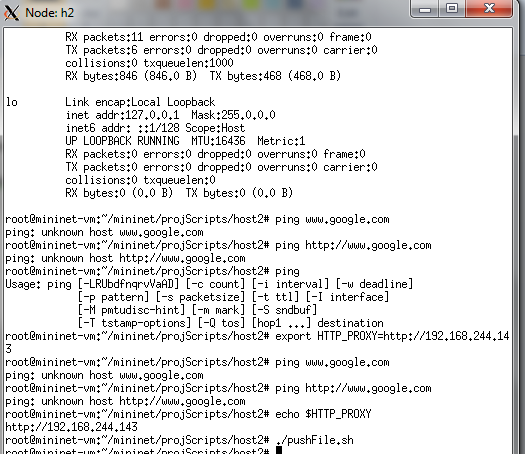 Node: h2
RX packets:11 errors:0 dropped:0 overruns:0 frame:0
TX packets:6 errors:0 dropped:0 overruns:0 carrier:0
collisions:0 txqueuelen:1000
RX bytes:846 (846.0 B)  TX bytes:468 (468.0 B)
lo        Link encap:Local Loopback
inet addr:127.0.0.1  Mask:255.0.0.0
inet6 addr: ::1/128 Scope:Host
UP LOOPBACK RUNNING  MTU:16436  Metric:1
RX packets:0 errors:0 dropped:0 overruns:0 frame:0
TX packets:0 errors:0 dropped:0 overruns:0 carrier:0
collisions:0 txqueuelen:0
RX bytes:0 (0.0 B)  TX bytes:0 (0.0 B)
root@mininet-vm:~/mininet/projScripts/host2# ping www.google.com
ping: unknown host www.google.com
root@mininet-vm:~/mininet/projScripts/host2# ping http://www.google.com
ping: unknown host http://www.google.com
root@mininet-vm:~/mininet/projScripts/host2# ping
Usage: ping [-LRUbdfnqrvVaAD] [-c count] [-i interval] [-w deadline]
[-p pattern] [-s packetsize] [-t ttl] [-I interface]
[-M pmtudisc-hint] [-m mark] [-S sndbuf]
[-T tstamp-options] [-Q tos] [hop1 ...] destination
root@mininet-vm:~/mininet/projScripts/host2# export HTTP_PROXY=http://192.168.244.14
3
root@mininet-vm:~/mininet/projScripts/host2# ping www.google.com
ping: unknown host www.google.com
root@mininet-vm:~/mininet/projScripts/host2# ping http://www.google.com
ping: unknown host http://www.google.com
root@mininet-vm:~/mininet/projScripts/host2# echo $HTTP_PROXY
http://192.168.244.143
root@mininet-vm:~/mininet/projScripts/host2# ./pushFile.sh
root@mininet-vm:~/mininet/projScripts/host2#